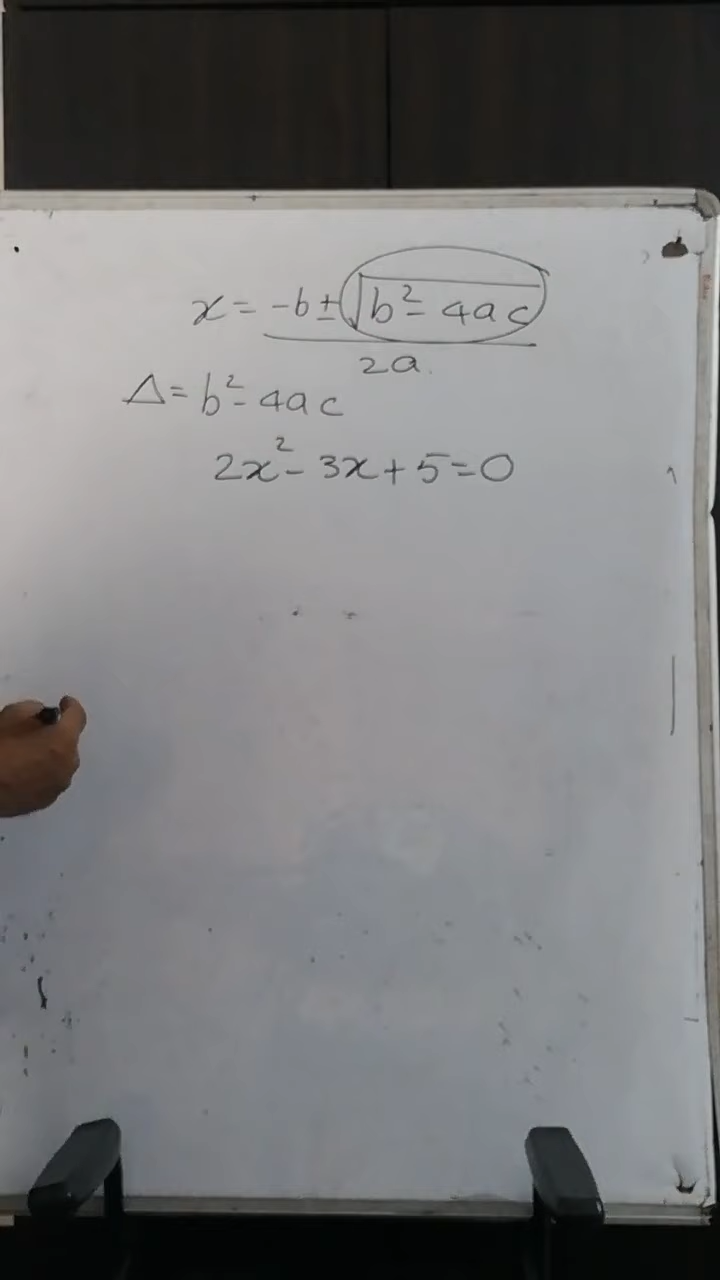 x = -b ± √b² - 4ac
2a
Δ = b² - 4ac
2x² - 3x + 5 = 0